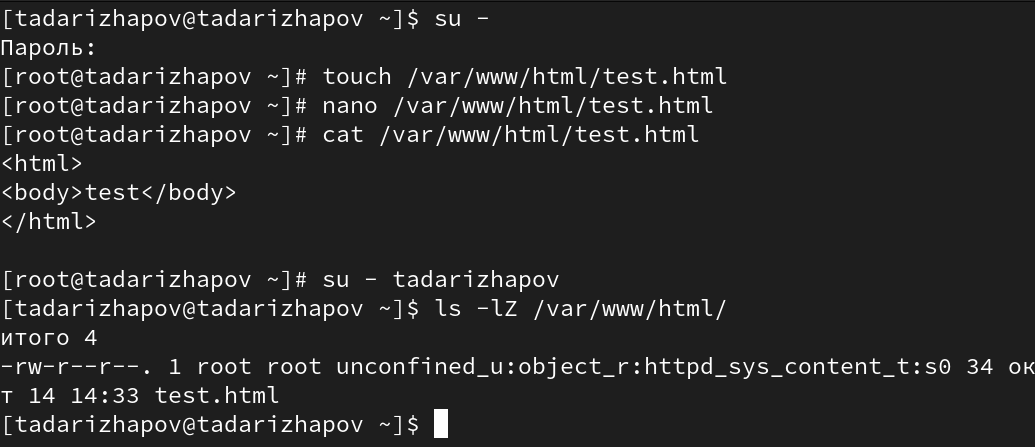 [tadarizhapov@tadarizhapov ~]$ su -
Пароль:
[root@tadarizhapov ~]# touch /var/www/html/test.html
[root@tadarizhapov ~]# nano /var/www/html/test.html
[root@tadarizhapov ~]# cat /var/www/html/test.html
<html>
<body>test</body>
</html>

[root@tadarizhapov ~]# su - tadarizhapov
[tadarizhapov@tadarizhapov ~]$ ls -lZ /var/www/html/
итого 4
-rw-r--r--. 1 root root unconfined_u:object_r:httpd_sys_content_t:s0 34 ок
т 14 14:33 test.html
[tadarizhapov@tadarizhapov ~]$